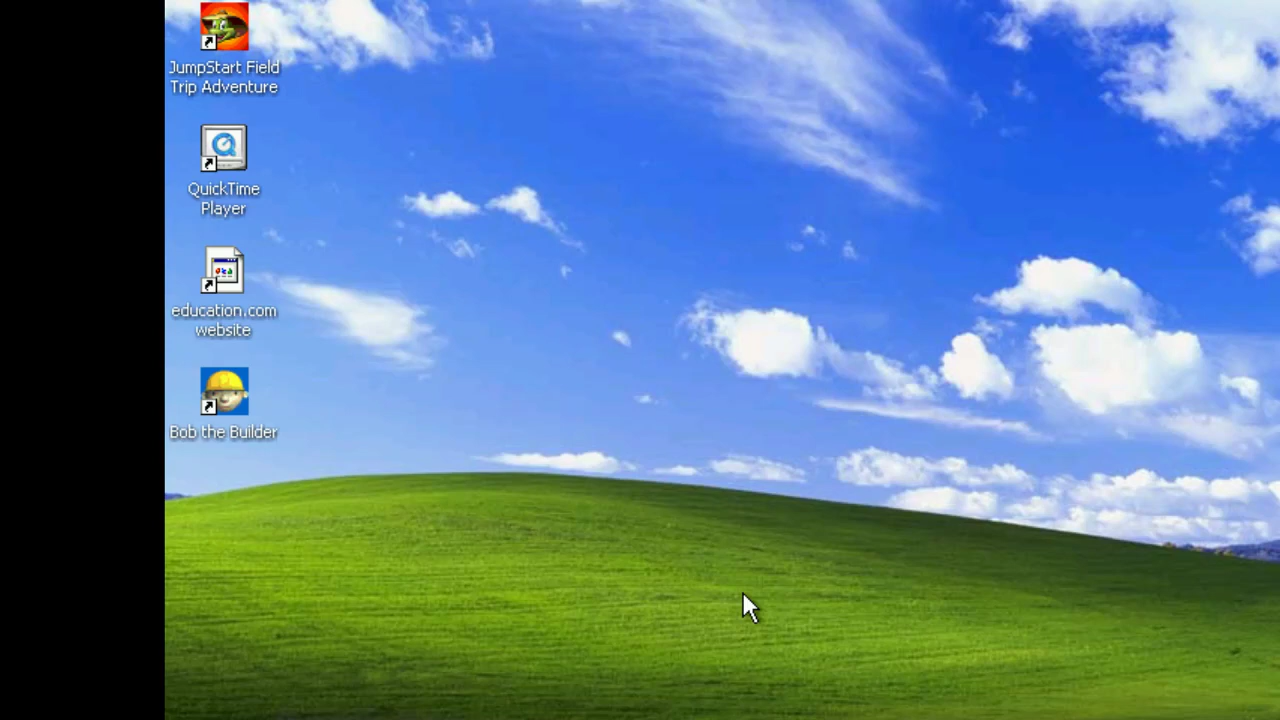 JumpStart Field
Trip Adventure
QuickTime
Player
education.com
website
Bob the Builder